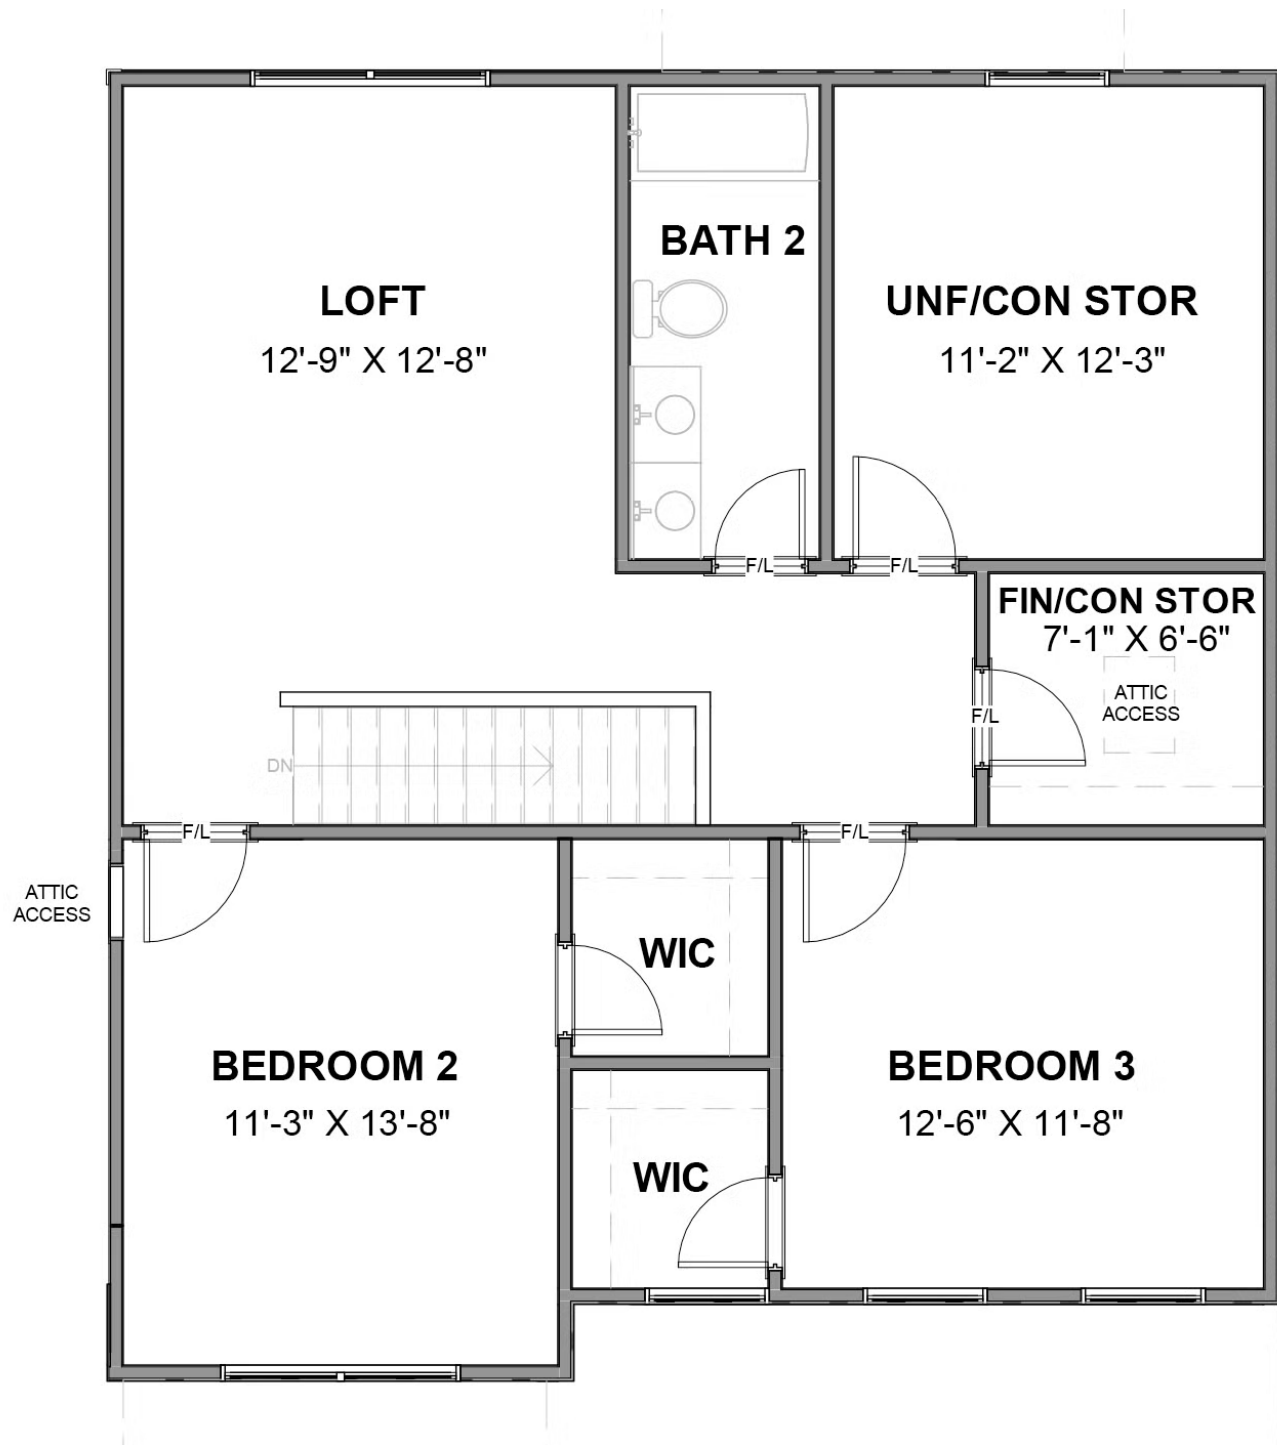 BATH 2
LOFT
12'-9" X 12'-8"
UNF/CON STOR
11'-2" X 12'-3"
F/L
F/L
FIN/CON STOR
7'-1" X 6'-6"
ATTIC
ACCESS
F/L
DN
F/L
F/L
ATTIC
ACCESS
WIC
BEDROOM 2
11'-3" X 13'-8"
BEDROOM 3
12'-6" X 11'-8"
WIC